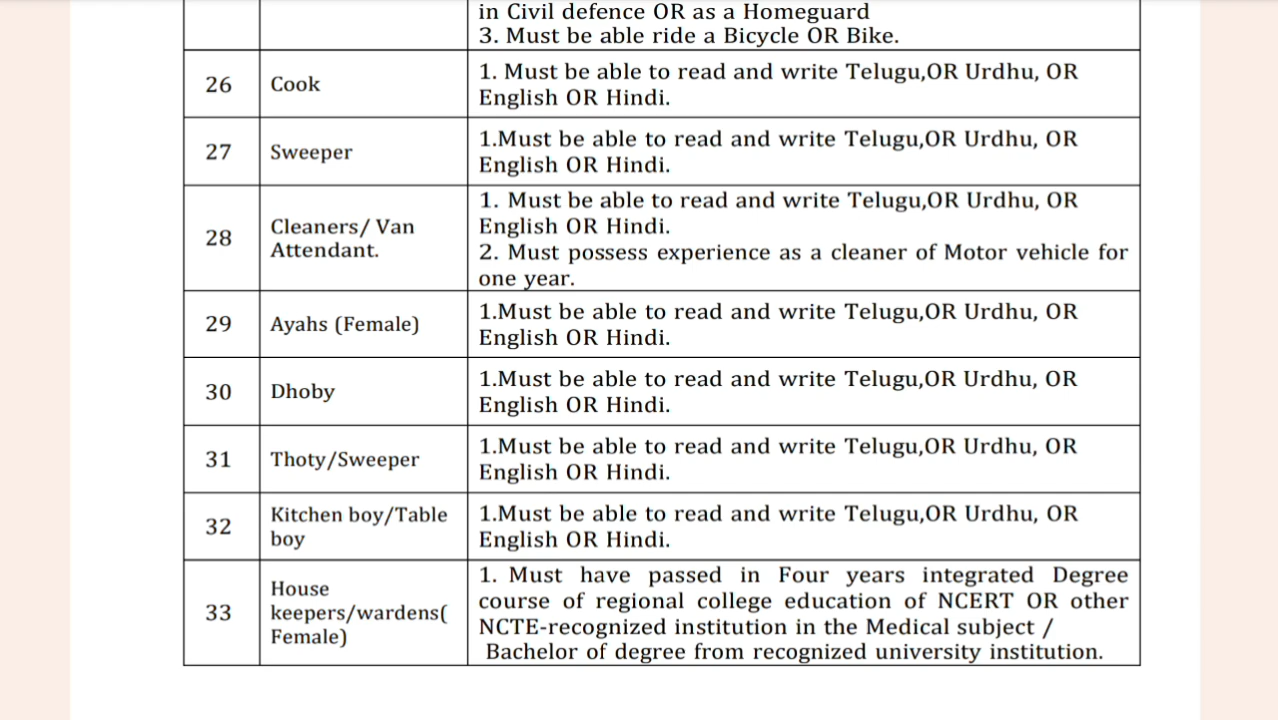 in Civil defence OR as a Homeguard
3. Must be able ride a Bicycle OR Bike.
26
Cook
1. Must be able to read and write Telugu,OR Urdhu, OR
English OR Hindi.
27
Sweeper
1.Must be able to read and write Telugu,OR Urdhu, OR
English OR Hindi.
28
Cleaners/ Van
Attendant.
1. Must be able to read and write Telugu,OR Urdhu, OR
English OR Hindi.
2. Must possess experience as a cleaner of Motor vehicle for
one year.
29
Ayahs (Female)
1.Must be able to read and write Telugu,OR Urdhu, OR
English OR Hindi.
30
Dhoby
1.Must be able to read and write Telugu,OR Urdhu, OR
English OR Hindi.
31
Thoty/Sweeper
1.Must be able to read and write Telugu,OR Urdhu, OR
English OR Hindi.
32
Kitchen boy/Table
boy
1.Must be able to read and write Telugu,OR Urdhu, OR
English OR Hindi.
33
House
keepers/wardens(
Female)
1. Must have passed in Four years integrated Degree
course of regional college education of NCERT OR other
NCTE-recognized institution in the Medical subject /
Bachelor of degree from recognized university institution.